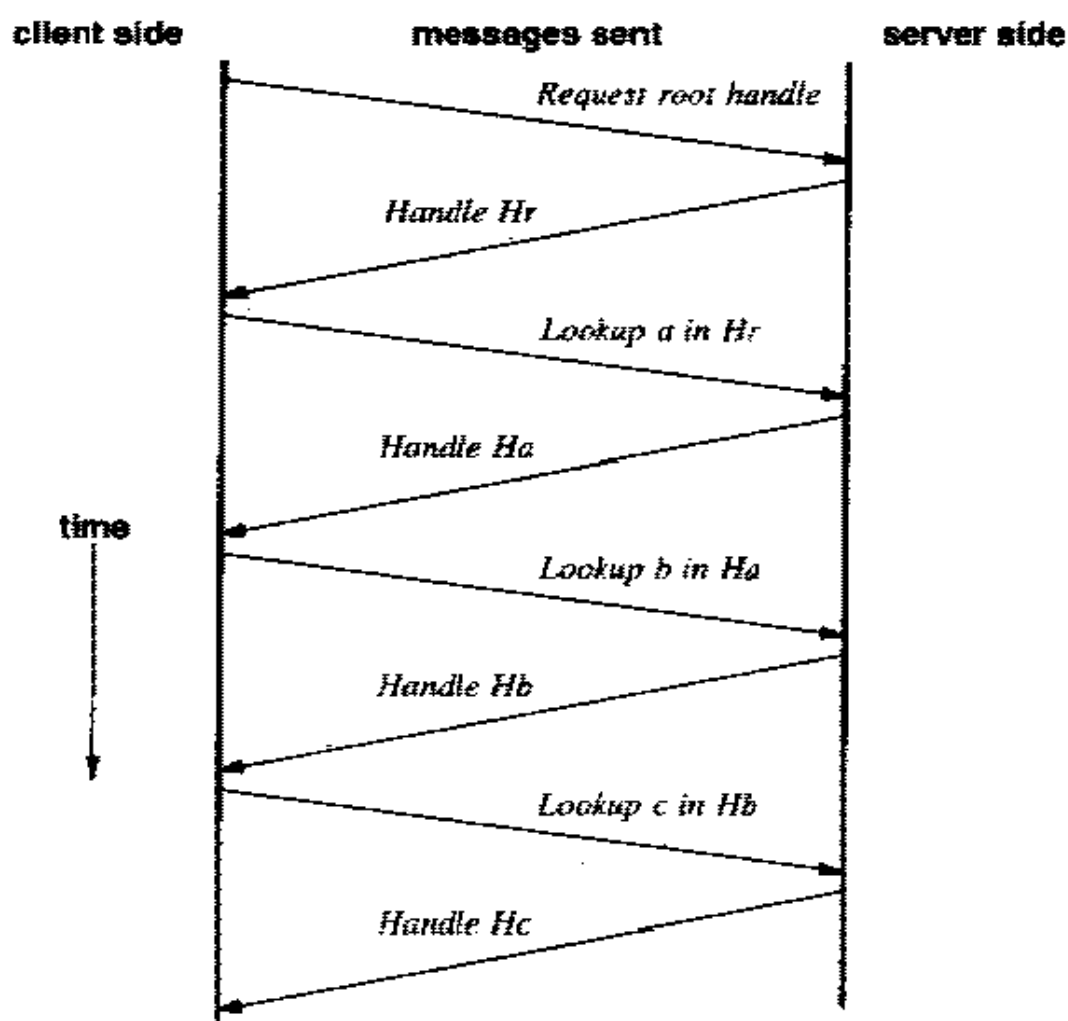 client side messages sent server side
Request root handle
Handle Hr
Lookup a in Hr
Handle Ha
time
Lookup b in Ha
Handle Hb
Lookup c in Hb
Handle Hc